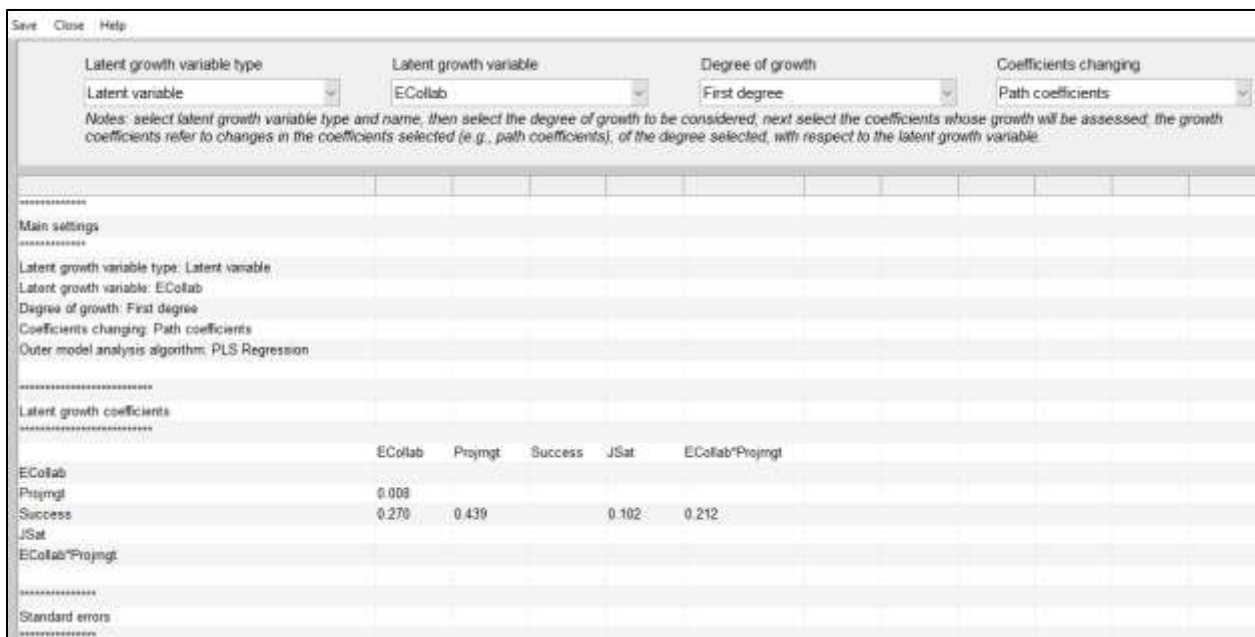 Save Close Help
Latent growth variable type Latent growth variable Degree of growth Coefficients changing
Latent variable ECollab First degree Path coefficients
Notes: select latent growth variable type and name, then select the degree of growth to be considered; next select the coefficients whose growth will be assessed; the growth
coefficients refer to changes in the coefficients selected (e.g., path coefficients), of the degree selected, with respect to the latent growth variable.
*************
Main settings
*************
Latent growth variable type: Latent variable
Latent growth variable: ECollab
Degree of growth: First degree
Coefficients changing: Path coefficients
Outer model analysis algorithm: PLS Regression
**************************
Latent growth coefficients
**************************
ECollab Projmgt Success JSat ECollab*Projmgt
ECollab
Projmgt 0.008
Success 0.270 0.439 0.102 0.212
JSat
ECollab*Projmgt
***************
Standard errors
***************